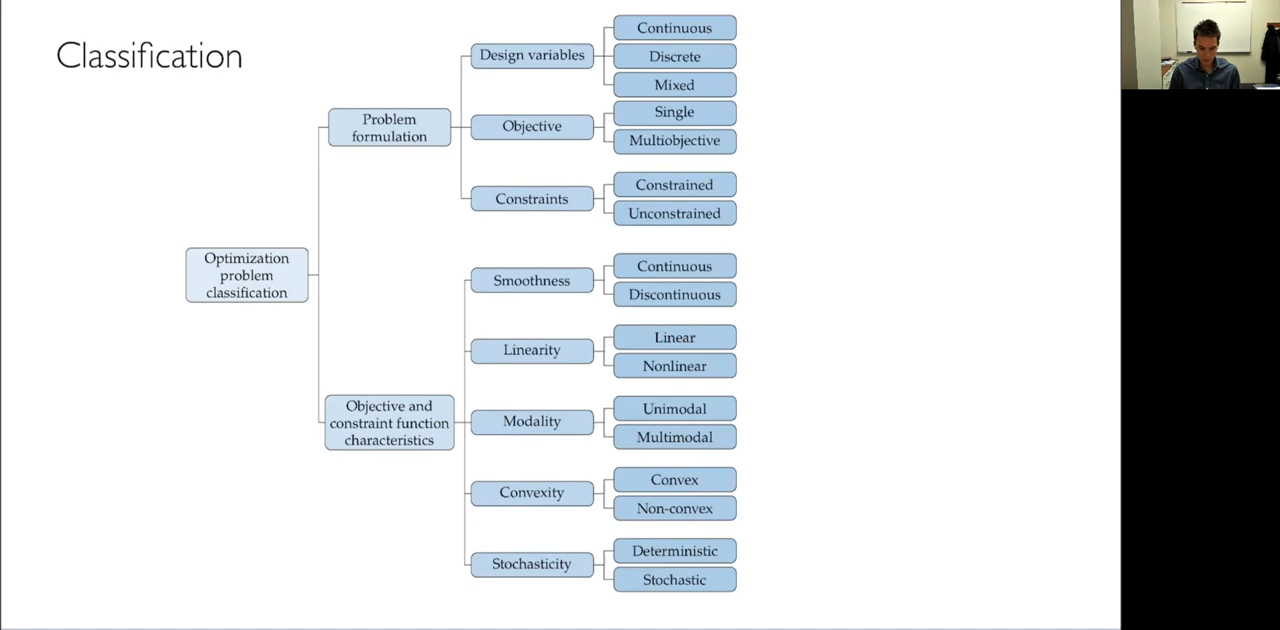 Classification
Optimization
problem
classification
Problem
formulation
Design variables
Continuous
Discrete
Mixed
Objective
Single
Multiobjective
Constraints
Constrained
Unconstrained
Objective and
constraint function
characteristics
Smoothness
Continuous
Discontinuous
Linearity
Linear
Nonlinear
Modality
Unimodal
Multimodal
Convexity
Convex
Non-convex
Stochasticity
Deterministic
Stochastic